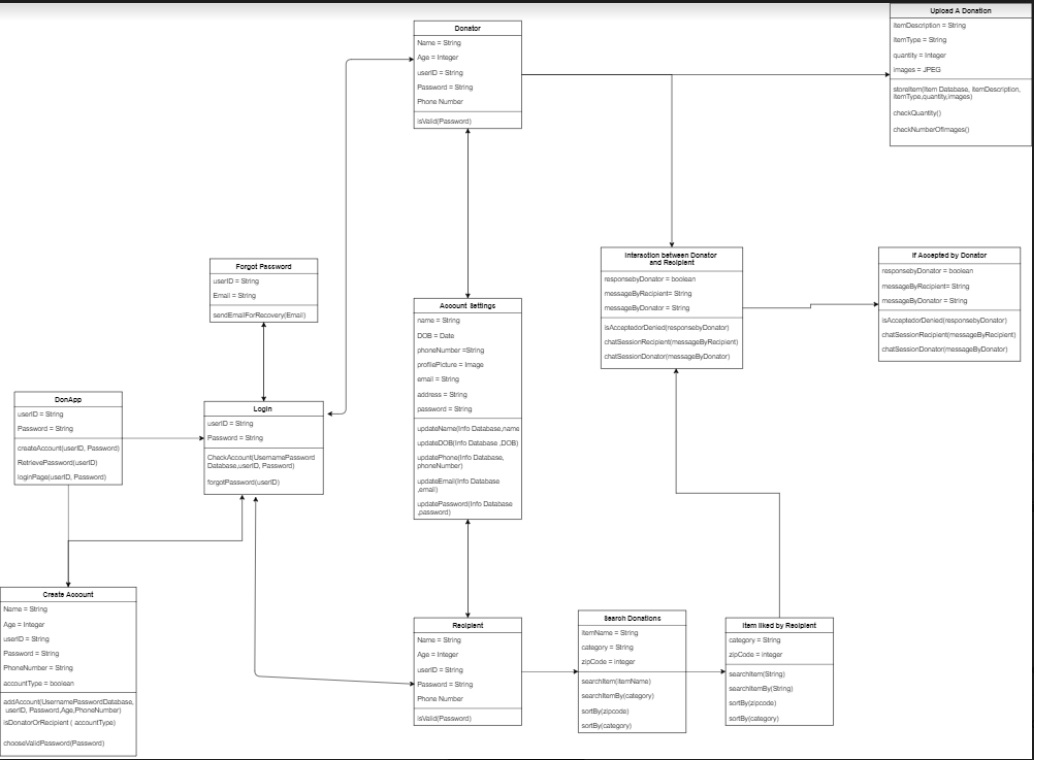 Upload A Donation
itemDescription = String
itemType = String
quantity = Integer
images = JPEG
storeItem(Item Database, itemDescription,
itemType,quantity,images)
checkQuantity()
checkNumberOfImages()
Donator
Name = String
Age = Integer
userID = String
Password = String
Phone Number
isValid(Password)
Forgot Password
userID = String
Email = String
sendEmailForRecovery(Email)
Interaction between Donator
and Recipient
responsebyDonator = boolean
messageByRecipient= String
messageByDonator = String
isAcceptedorDenied(responsebyDonator)
chatSessionRecipient(messageByRecipient)
chatSessionDonator(messageByDonator)
If Accepted by Donator
responsebyDonator = boolean
messageByRecipient= String
messageByDonator = String
isAcceptedorDenied(responsebyDonator)
chatSessionRecipient(messageByRecipient)
chatSessionDonator(messageByDonator)
Account Settings
name = String
DOB = Date
phoneNumber =String
profilePicture = Image
email = String
address = String
password = String
updateName(Info Database,name
updateDOB(Info Database ,DOB)
updatePhone(Info Database,
phoneNumber)
updateEmail(Info Database
,email)
updatePassword(Info Database
,password)
DonApp
userID = String
Password = String
createAccount(userID, Password)
RetrievePassword(userID)
loginPage(userID, Password)
Login
userID = String
Password = String
CheckAccount(UsernamePassword
Database,userID, Password)
forgotPassword(userID)
Create Account
Name = String
Age = Integer
userID = String
Password = String
PhoneNumber = String
accountType = boolean
addAccount(UsernamePasswordDatabase,
userID, Password,Age,PhoneNumber)
isDonatorOrRecipient ( accountType)
chooseValidPassword(Password)
Recipient
Name = String
Age = Integer
userID = String
Password = String
Phone Number
isValid(Password)
Search Donations
itemName = String
category = String
zipCode = integer
searchItem(itemName)
searchItemBy(category)
sortBy(zipcode)
sortBy(category)
Item liked by Recipient
category = String
zipCode = integer
searchItem(String)
searchItemBy(String)
sortBy(zipcode)
sortBy(category)